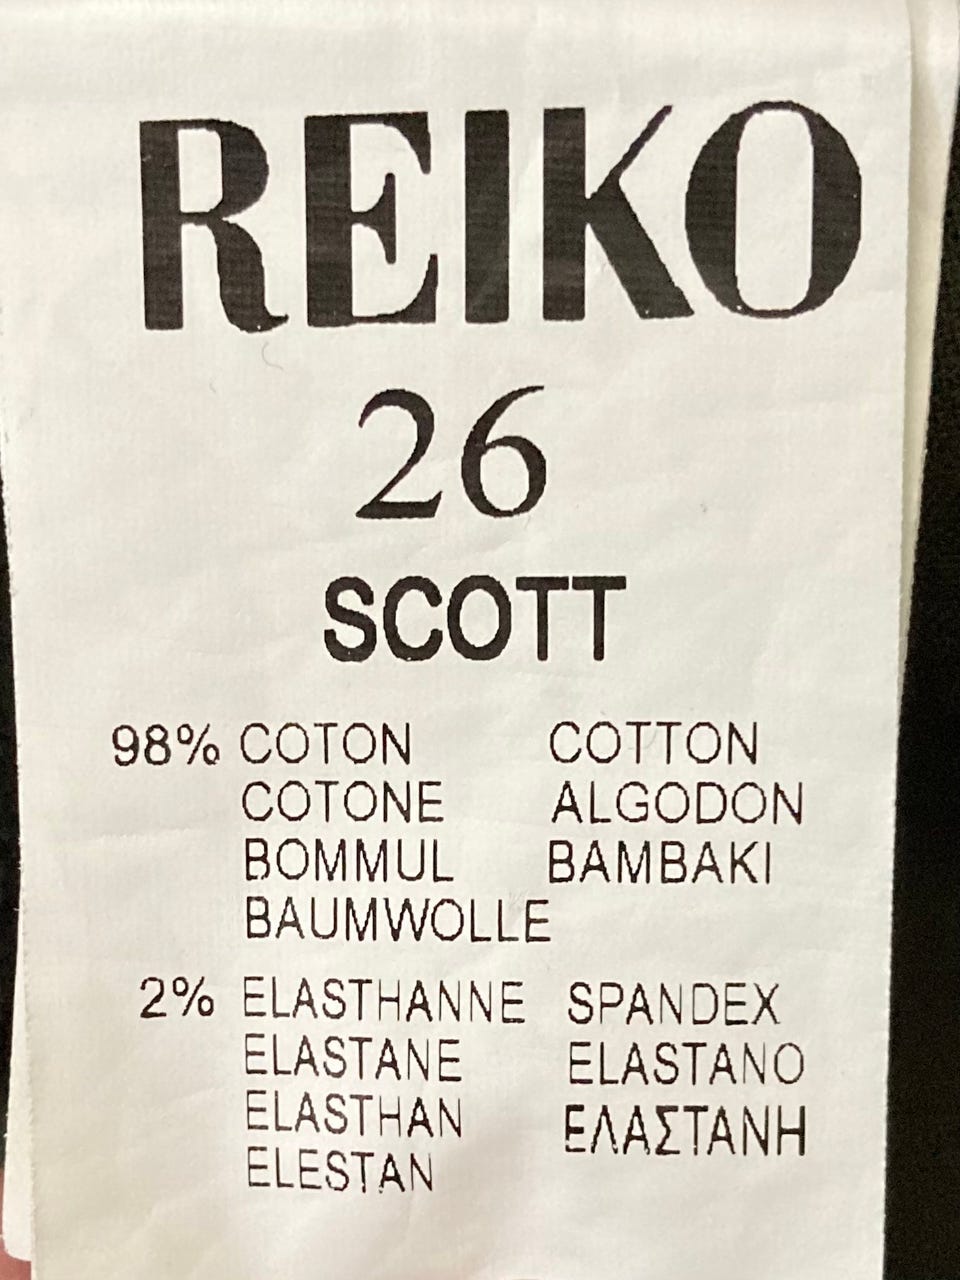 REIKO
26
SCOTT
98% COTON COTTON
COTONE ALGODON
BOMMUL BAMBAKI
BAUMWOLLE
2% ELASTHANNE SPANDEX
ELASTANE ELASTANO
ELASTHAN ΕΛΑΣΤΑΝΗ
ELESTAN